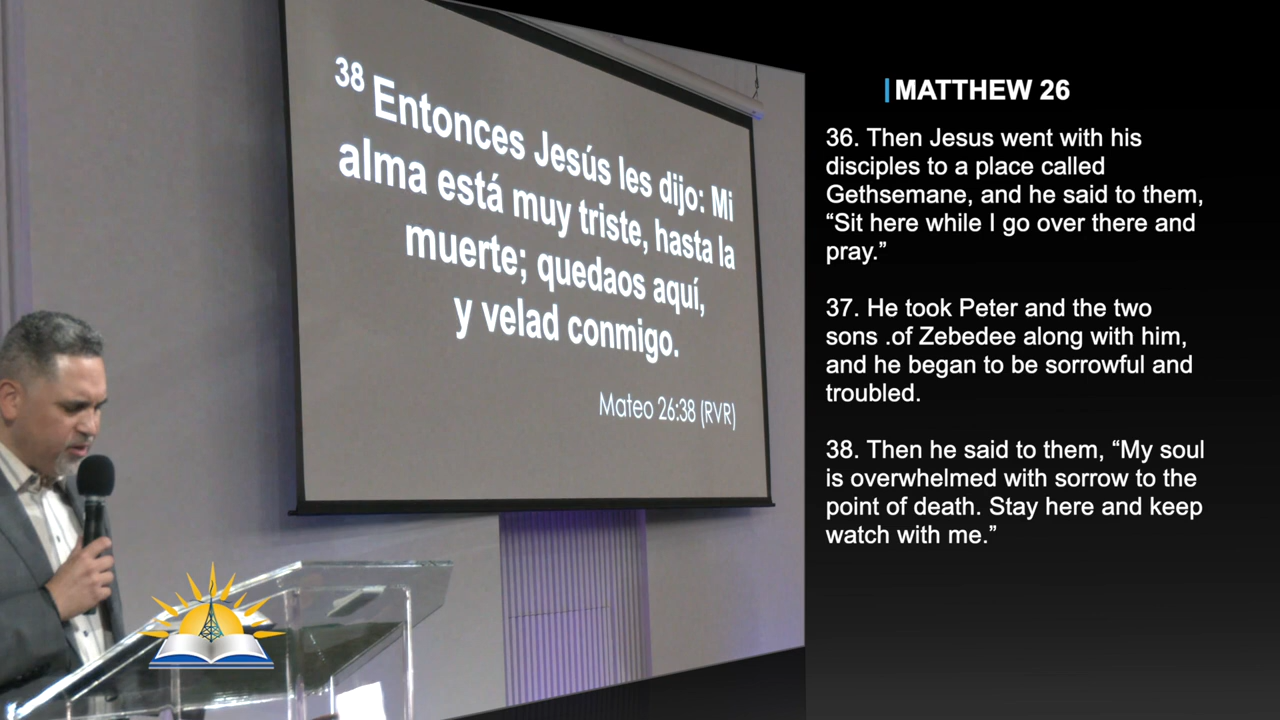 38 Entonces Jesús les dijo: Mi
alma está muy triste, hasta la
muerte; quedaos aquí,
y velad conmigo.
Mateo 26:38 (RVR)
MATTHEW 26
36. Then Jesus went with his
disciples to a place called
Gethsemane, and he said to them,
“Sit here while I go over there and
pray.”
37. He took Peter and the two
sons .of Zebedee along with him,
and he began to be sorrowful and
troubled.
38. Then he said to them, “My soul
is overwhelmed with sorrow to the
point of death. Stay here and keep
watch with me.”